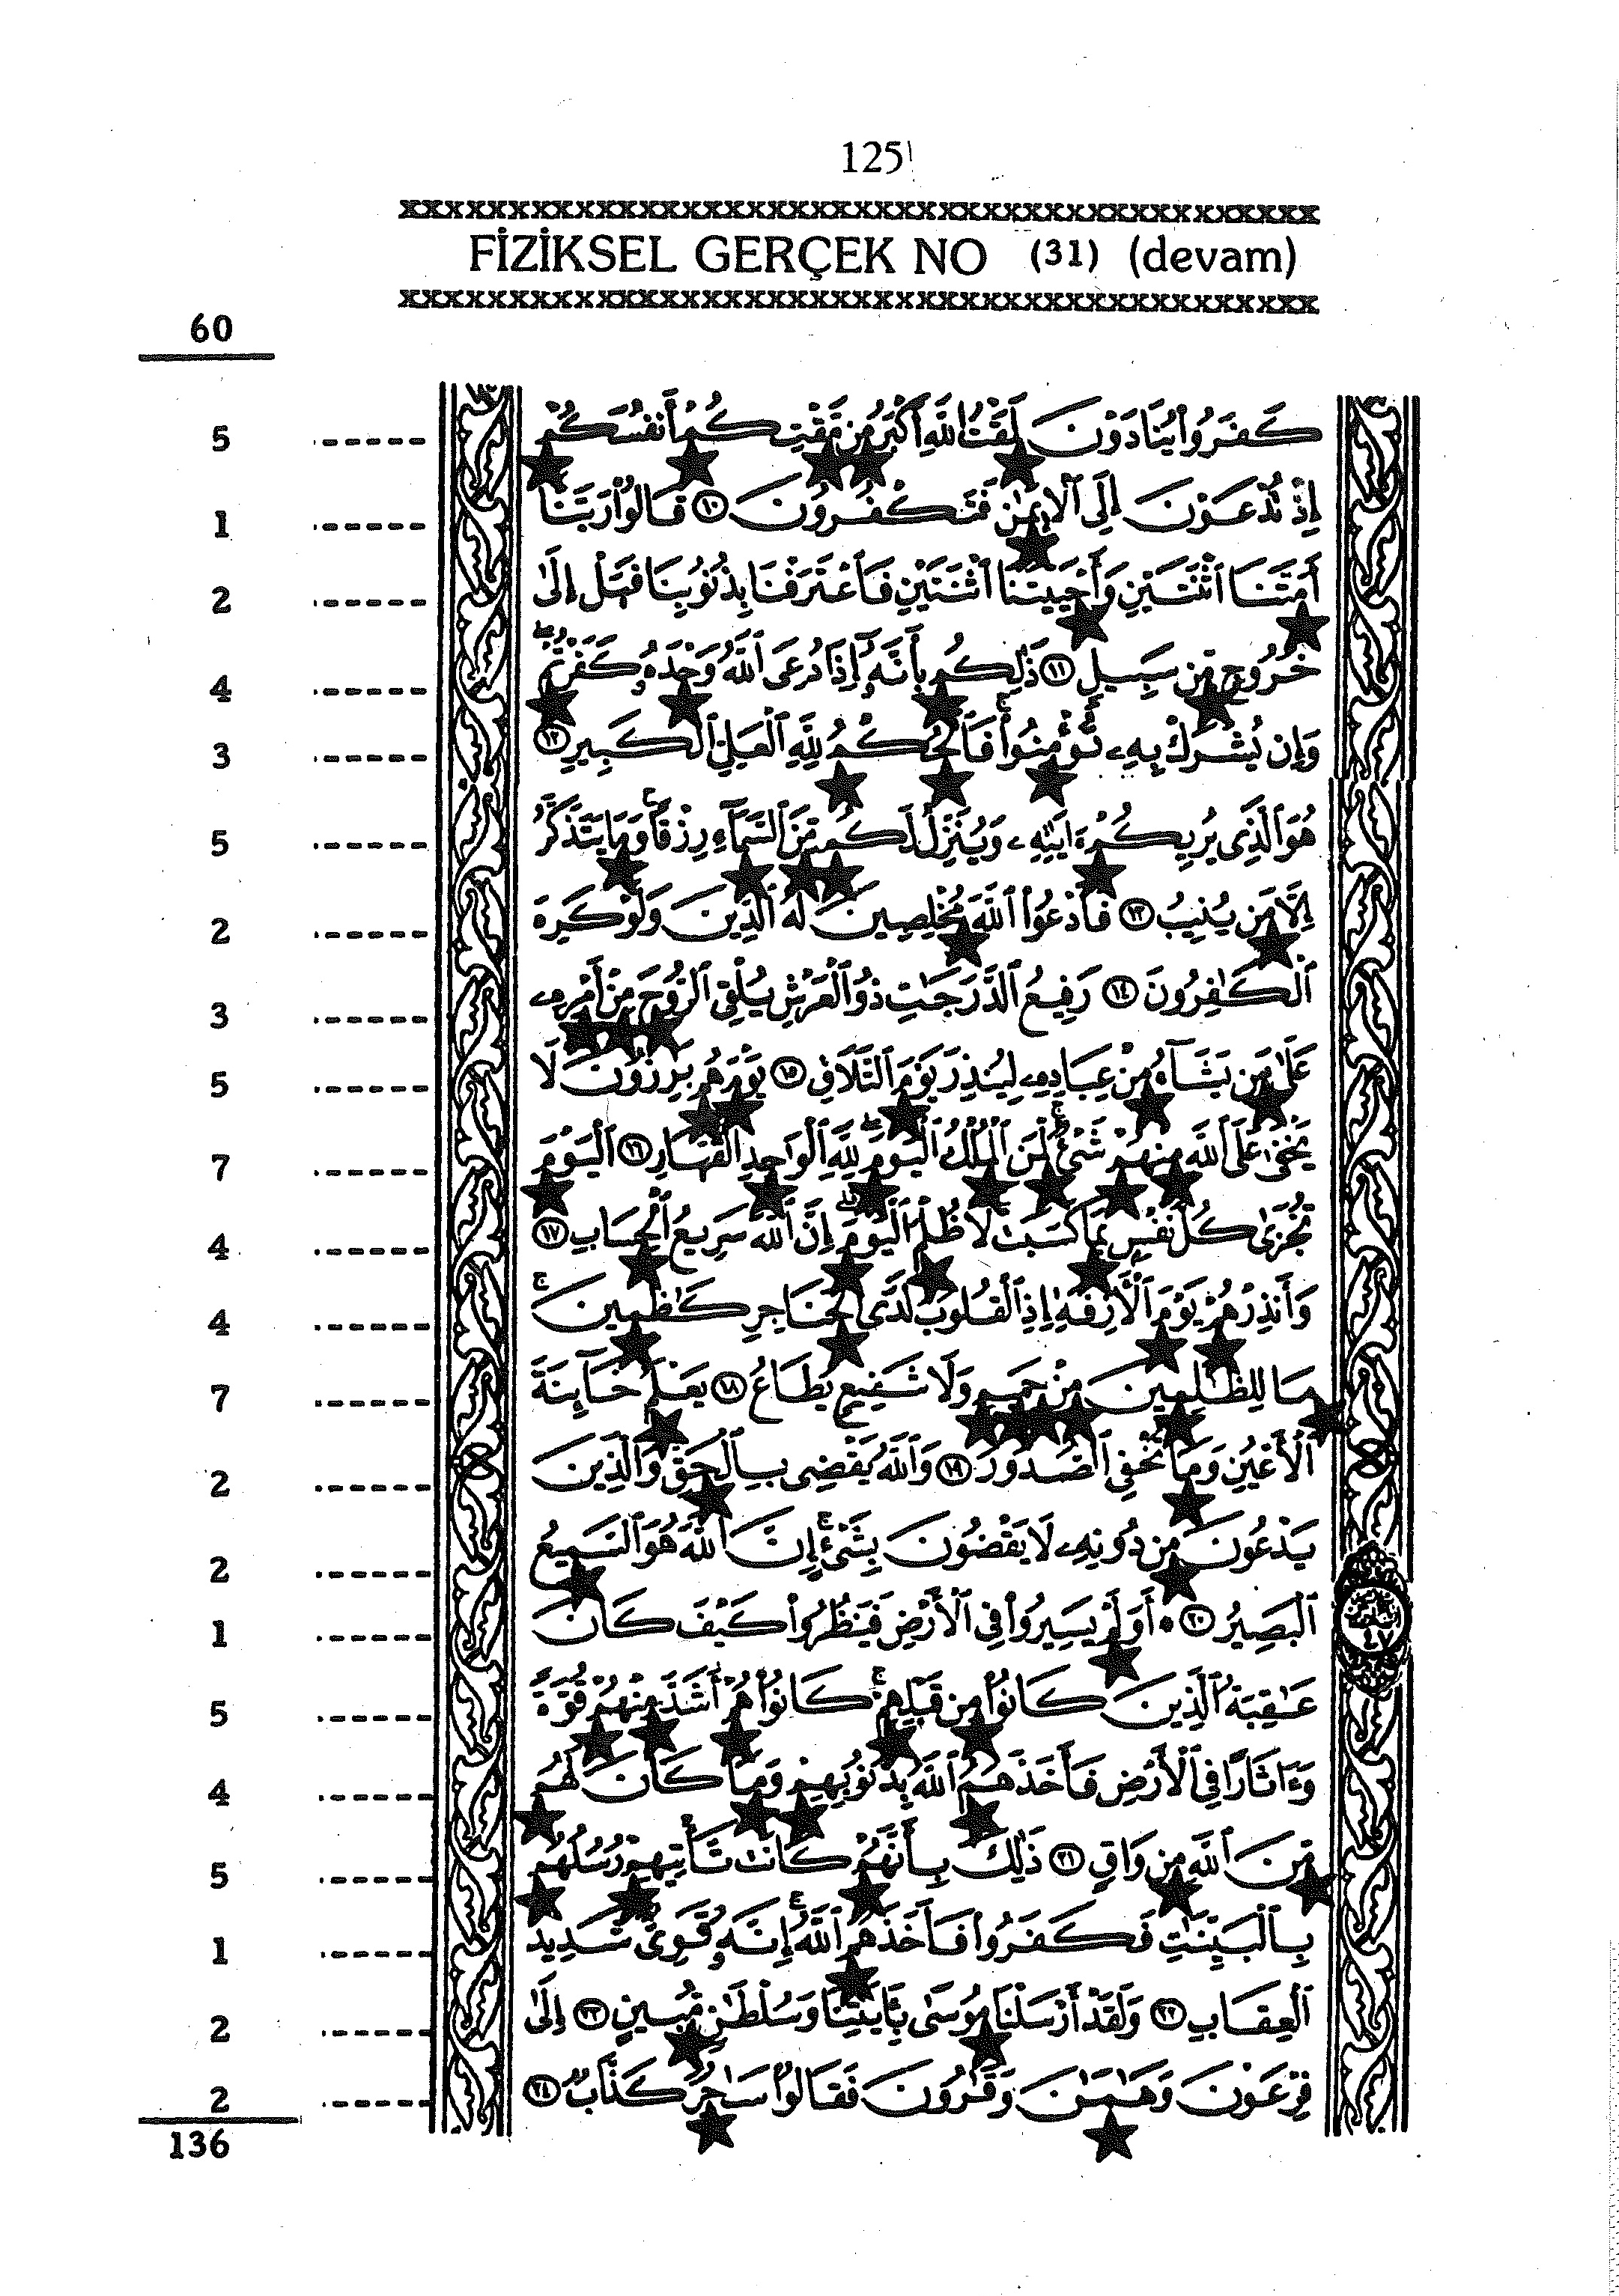 125
FİZİKSEL GERÇEK NO (31) (devam)
60
5 كَفَرُوا۟ يُنَادَوْنَ لَمَقْتُ ٱللَّهِ أَكْبَرُ مِن مَّقْتِكُمْ أَنفُسَكُمْ
1 إِذْ تُدْعَوْنَ إِلَى ٱلْإِيمَٰنِ فَتَكْفُرُونَ ١٠ قَالُوا۟ رَبَّنَا
2 أَمَتَّنَا ٱثْنَتَيْنِ وَأَحْيَيْتَنَا ٱثْنَتَيْنِ فَٱعْتَرَفْنَا بِذُنُوبِنَا فَهَلْ إِلَىٰ
4 خُرُوجٍ مِّن سَبِيلٍ ١١ ذَٰلِكُم بِأَنَّهُۥٓ إِذَا دُعِىَ ٱللَّهُ وَحْدَهُۥ كَفَرْتُمْ ۖ
3 وَإِن يُشْرَكْ بِهِۦ تُؤْمِنُوا۟ ۚ فَٱلْحُكْمُ لِلَّهِ ٱلْعَلِىِّ ٱلْكَبِيرِ ١٢
5 هُوَ ٱلَّذِى يُرِيكُمْ ءَايَٰتِهِۦ وَيُنَزِّلُ لَكُم مِّنَ ٱلسَّمَآءِ رِزْقًا ۚ وَمَا يَتَذَكَّرُ
2 إِلَّا مَن يُنِيبُ ١٣ فَٱدْعُوا۟ ٱللَّهَ مُخْلِصِينَ لَهُ ٱلدِّينَ وَلَوْ كَرِهَ
3 ٱلْكَٰفِرُونَ ١٤ رَفِيعُ ٱلدَّرَجَٰتِ ذُو ٱلْعَرْشِ يُلْقِى ٱلرُّوحَ مِنْ أَمْرِهِۦ
5 عَلَىٰ مَن يَشَآءُ مِنْ عِبَادِهِۦ لِيُنذِرَ يَوْمَ ٱلتَّلَاقِ ١٥ يَوْمَ هُم بَٰرِزُونَ ۖ لَا
7 يَخْفَىٰ عَلَى ٱللَّهِ مِنْهُمْ شَىْءٌ ۚ لِّمَنِ ٱلْمُلْكُ ٱلْيَوْمَ ۖ لِلَّهِ ٱلْوَٰحِدِ ٱلْقَهَّارِ ١٦ ٱلْيَوْمَ
4 تُجْزَىٰ كُلُّ نَفْسٍۭ بِمَا كَسَبَتْ ۚ لَا ظُلْمَ ٱلْيَوْمَ ۚ إِنَّ ٱللَّهَ سَرِيعُ ٱلْحِسَابِ ١٧
4 وَأَنذِرْهُمْ يَوْمَ ٱلْءَازِفَةِ إِذِ ٱلْقُلُوبُ لَدَى ٱلْحَنَاجِرِ كَٰظِمِينَ ۚ
7 مَا لِلظَّٰلِمِينَ مِنْ حَمِيمٍ وَلَا شَفِيعٍ يُطَاعُ ١٨ يَعْلَمُ خَآئِنَةَ
2 ٱلْأَعْيُنِ وَمَا تُخْفِى ٱلصُّدُورُ ١٩ وَٱللَّهُ يَقْضِى بِٱلْحَقِّ ۖ وَٱلَّذِينَ
2 يَدْعُونَ مِن دُونِهِۦ لَا يَقْضُونَ بِشَىْءٍ ۗ إِنَّ ٱللَّهَ هُوَ ٱلسَّمِيعُ
1 ٱلْبَصِيرُ ٢٠ • أَوَلَمْ يَسِيرُوا۟ فِى ٱلْأَرْضِ فَيَنظُرُوا۟ كَيْفَ كَانَ
5 عَٰقِبَةُ ٱلَّذِينَ كَانُوا۟ مِن قَبْلِهِمْ ۚ كَانُوا۟ هُمْ أَشَدَّ مِنْهُمْ قُوَّةً
4 وَءَاثَارًا فِى ٱلْأَرْضِ فَأَخَذَهُمُ ٱللَّهُ بِذُنُوبِهِمْ وَمَا كَانَ لَهُم
5 مِّنَ ٱللَّهِ مِن وَاقٍ ٢١ ذَٰلِكَ بِأَنَّهُمْ كَانَت تَّأْتِيهِمْ رُسُلُهُم
1 بِٱلْبَيِّنَٰتِ فَكَفَرُوا۟ فَأَخَذَهُمُ ٱللَّهُ ۚ إِنَّهُۥ قَوِىٌّ شَدِيدُ
2 ٱلْعِقَابِ ٢٢ وَلَقَدْ أَرْسَلْنَا مُوسَىٰ بِـَٔايَٰتِنَا وَسُلْطَٰنٍ مُّبِينٍ ٢٣ إِلَىٰ
2 فِرْعَوْنَ وَهَٰمَٰنَ وَقَٰرُونَ فَقَالُوا۟ سَٰحِرٌ كَذَّابٌ ٢٤
136